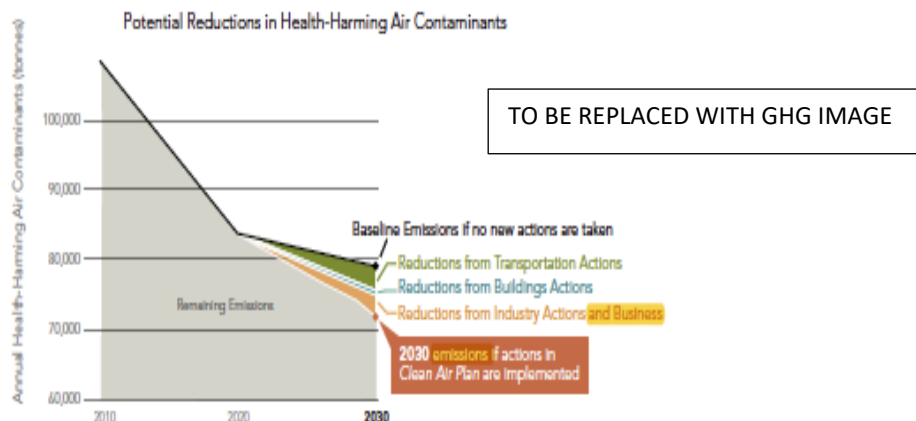 Potential Reductions in Health-Harming Air Contaminants
Annual Health-Harming Air Contaminants (tonnes)
TO BE REPLACED WITH GHG IMAGE
100,000
90,000
80,000
70,000
60,000
Baseline Emissions if no new actions are taken
Reductions from Transportation Actions
Reductions from Buildings Actions
Reductions from Industry Actions and Business
Remaining Emissions
2030 emissions if actions in
Clean Air Plan are implemented
2010
2020
2030